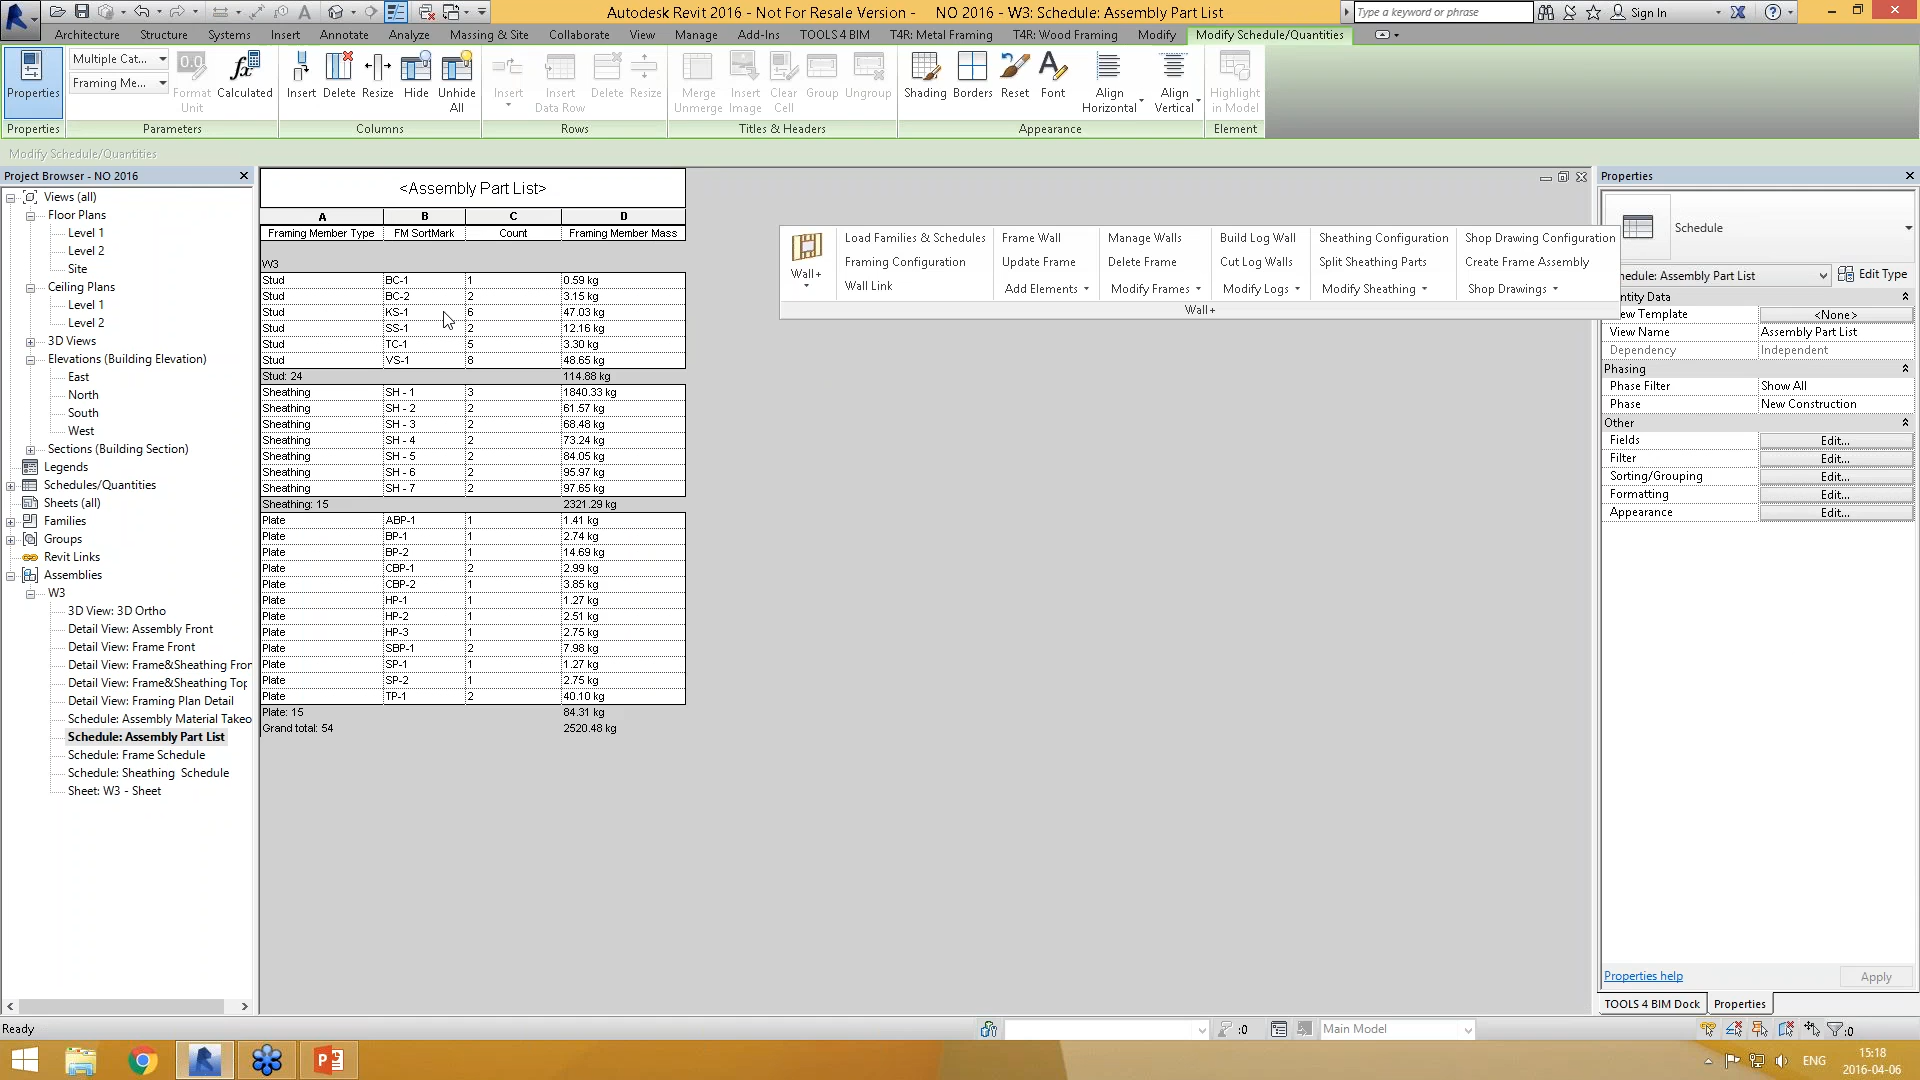 Autodesk Revit 2016 - Not For Resale Version - NO 2016 - W3: Schedule: Assembly Part List
Type a keyword or phrase
Sign In
Architecture Structure Systems Insert Annotate Analyze Massing & Site Collaborate View Manage Add-Ins TOOLS 4 BIM T4R: Metal Framing T4R: Wood Framing Modify Modify Schedule/Quantities
Properties
Multiple Cat...
Framing Me...
Format Unit
Calculated
Insert Delete Resize Hide Unhide All
Insert
Insert Data Row
Delete Resize
Merge Unmerge
Insert Image
Clear Cell
Group Ungroup
Shading Borders Reset Font
Align Horizontal
Align Vertical
Highlight in Model
Properties Parameters Columns Rows Titles & Headers Appearance Element
Modify Schedule/Quantities
Project Browser - NO 2016
Views (all)
Floor Plans
Level 1
Level 2
Site
Ceiling Plans
Level 1
Level 2
3D Views
Elevations (Building Elevation)
East
North
South
West
Sections (Building Section)
Legends
Schedules/Quantities
Sheets (all)
Families
Groups
Revit Links
Assemblies
W3
3D View: 3D Ortho
Detail View: Assembly Front
Detail View: Frame Front
Detail View: Frame&Sheathing Fron
Detail View: Frame&Sheathing Top
Detail View: Framing Plan Detail
Schedule: Assembly Material Takeo
Schedule: Assembly Part List
Schedule: Frame Schedule
Schedule: Sheathing Schedule
Sheet: W3 - Sheet
<Assembly Part List>
A B C D
Framing Member Type FM SortMark Count Framing Member Mass
W3
Stud BC-1 1 0.59 kg
Stud BC-2 2 3.15 kg
Stud KS-1 6 47.03 kg
Stud SS-1 2 12.16 kg
Stud TC-1 5 3.30 kg
Stud VS-1 8 48.65 kg
Stud: 24 114.88 kg
Sheathing SH - 1 3 1840.33 kg
Sheathing SH - 2 2 61.57 kg
Sheathing SH - 3 2 68.48 kg
Sheathing SH - 4 2 73.24 kg
Sheathing SH - 5 2 84.05 kg
Sheathing SH - 6 2 95.97 kg
Sheathing SH - 7 2 97.65 kg
Sheathing: 15 2321.29 kg
Plate ABP-1 1 1.41 kg
Plate BP-1 1 2.74 kg
Plate BP-2 1 14.69 kg
Plate CBP-1 2 2.99 kg
Plate CBP-2 1 3.85 kg
Plate HP-1 1 1.27 kg
Plate HP-2 1 2.51 kg
Plate HP-3 1 2.75 kg
Plate SBP-1 2 7.98 kg
Plate SP-1 1 1.27 kg
Plate SP-2 1 2.75 kg
Plate TP-1 2 40.10 kg
Plate: 15 84.31 kg
Grand total: 54 2520.48 kg
Wall+
Load Families & Schedules Frame Wall Manage Walls Build Log Wall Sheathing Configuration Shop Drawing Configuration
Framing Configuration Update Frame Delete Frame Cut Log Walls Split Sheathing Parts Create Frame Assembly
Wall Link Add Elements Modify Frames Modify Logs Modify Sheathing Shop Drawings
Wall+
Properties
Schedule
hedule: Assembly Part List
Edit Type
entity Data
View Template <None>
View Name Assembly Part List
Dependency Independent
Phasing
Phase Filter Show All
Phase New Construction
Other
Fields Edit...
Filter Edit...
Sorting/Grouping Edit...
Formatting Edit...
Appearance Edit...
Properties help
Apply
TOOLS 4 BIM Dock Properties
Ready
:0
Main Model
:0
ENG
15:18
2016-04-06